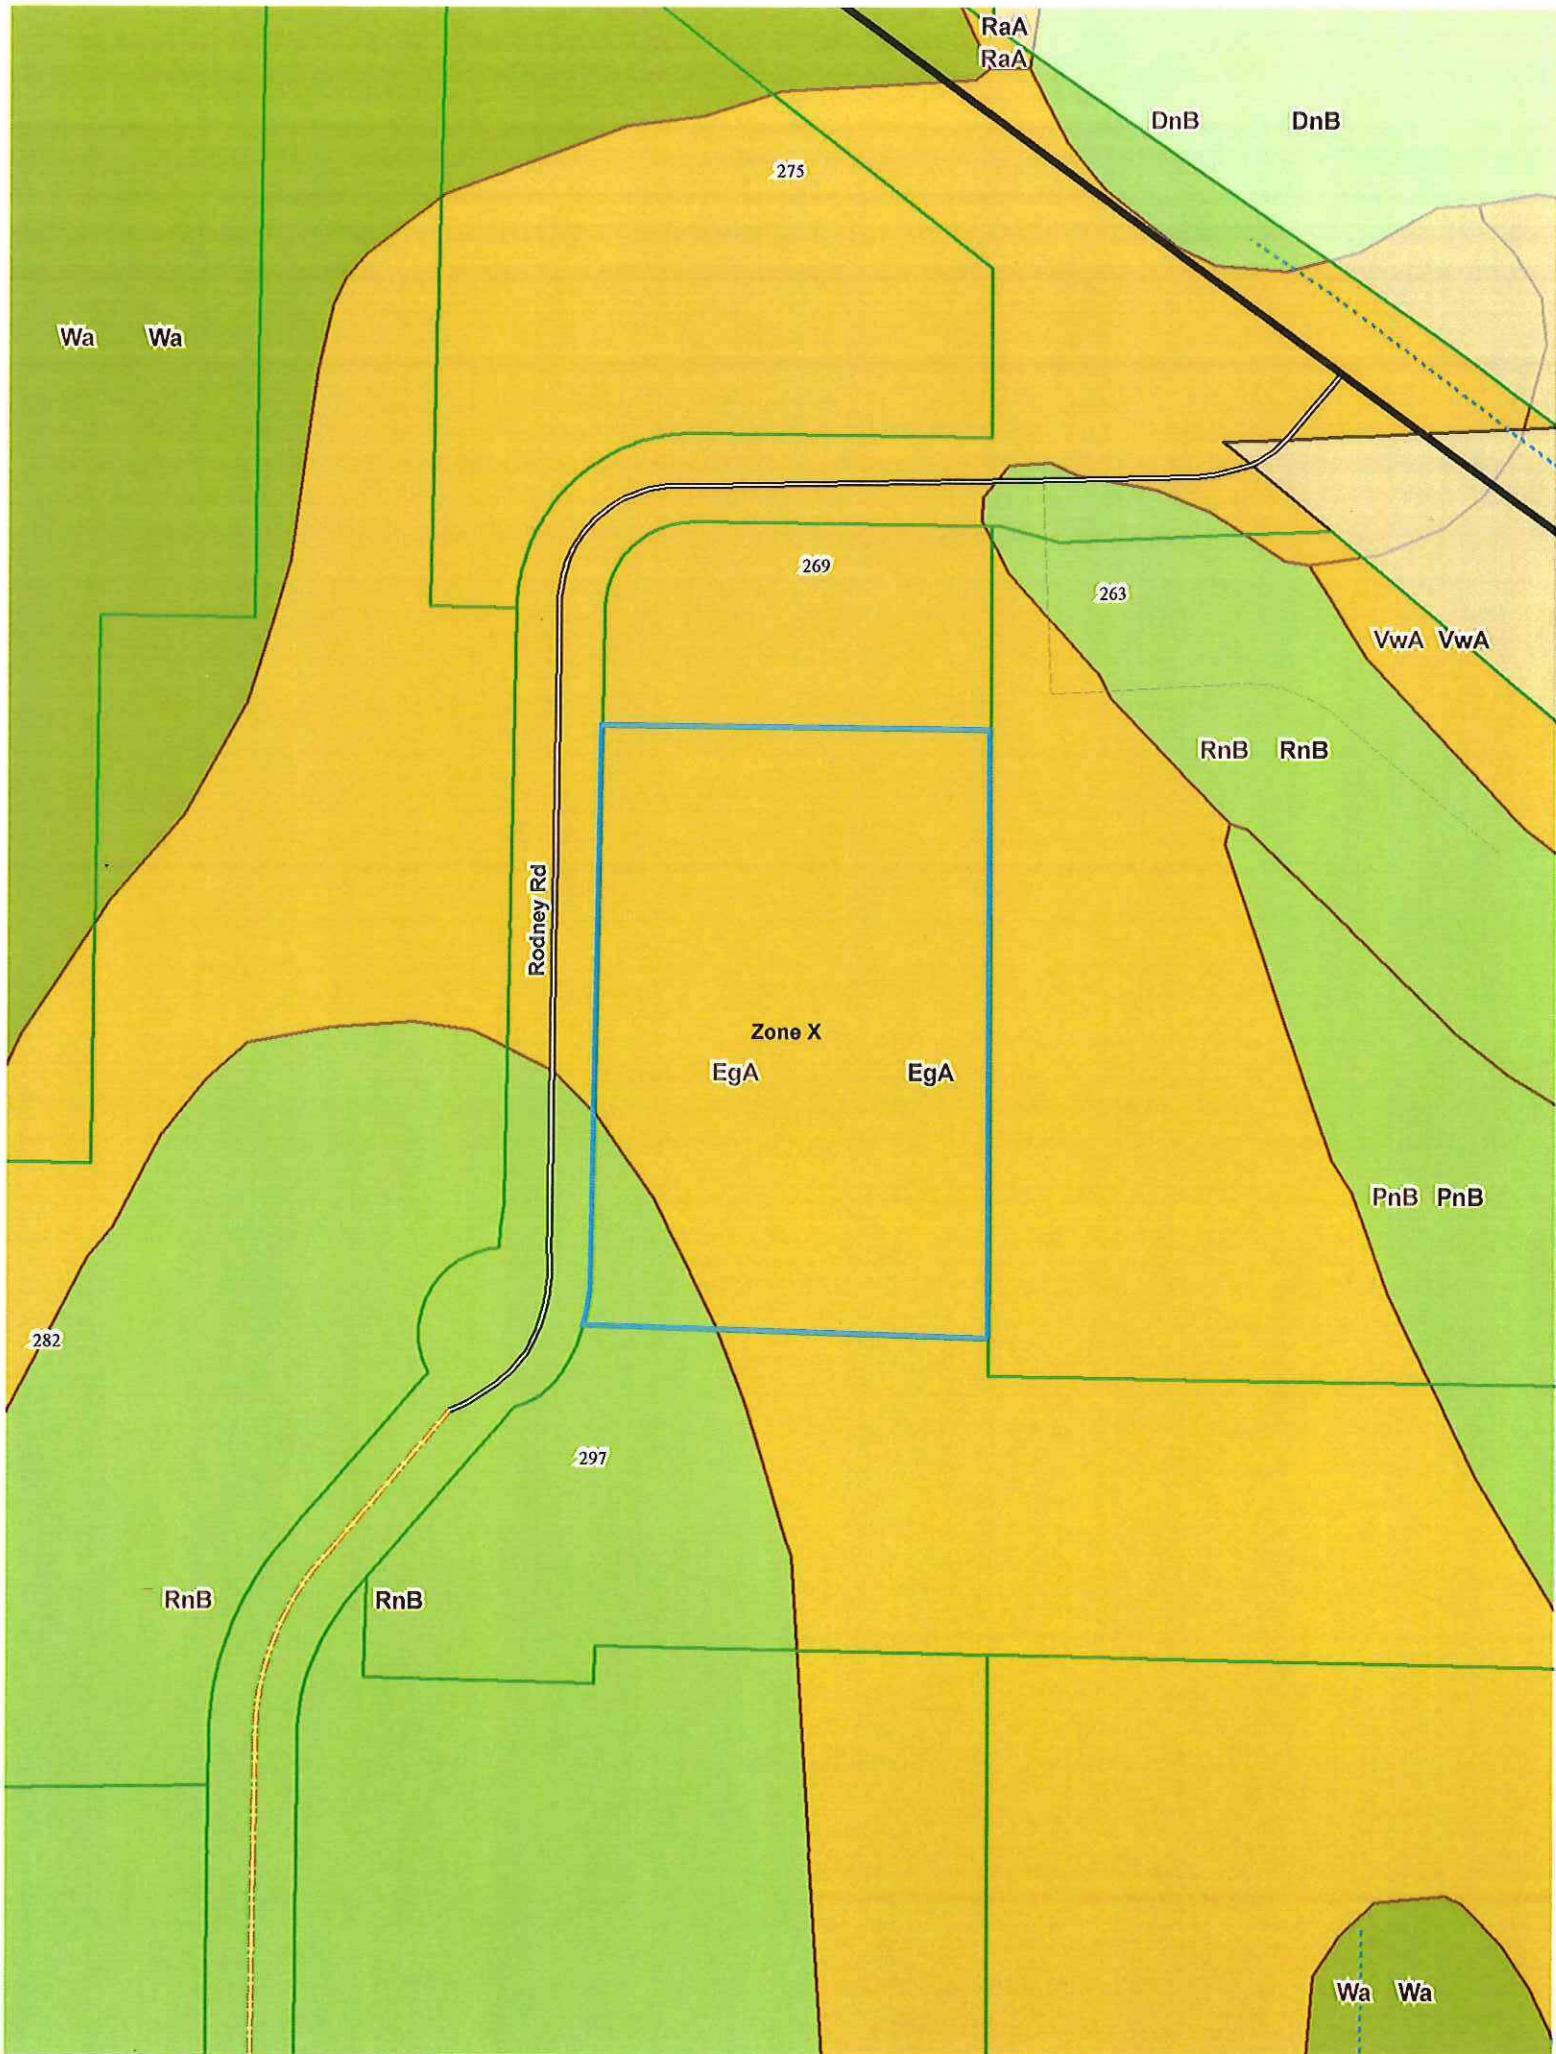 RaA
RaA
DnB DnB
275
Wa Wa
269
263
VwA VwA
RnB RnB
Rodney Rd
Zone X
EgA EgA
PnB PnB
282
297
RnB RnB
Wa Wa